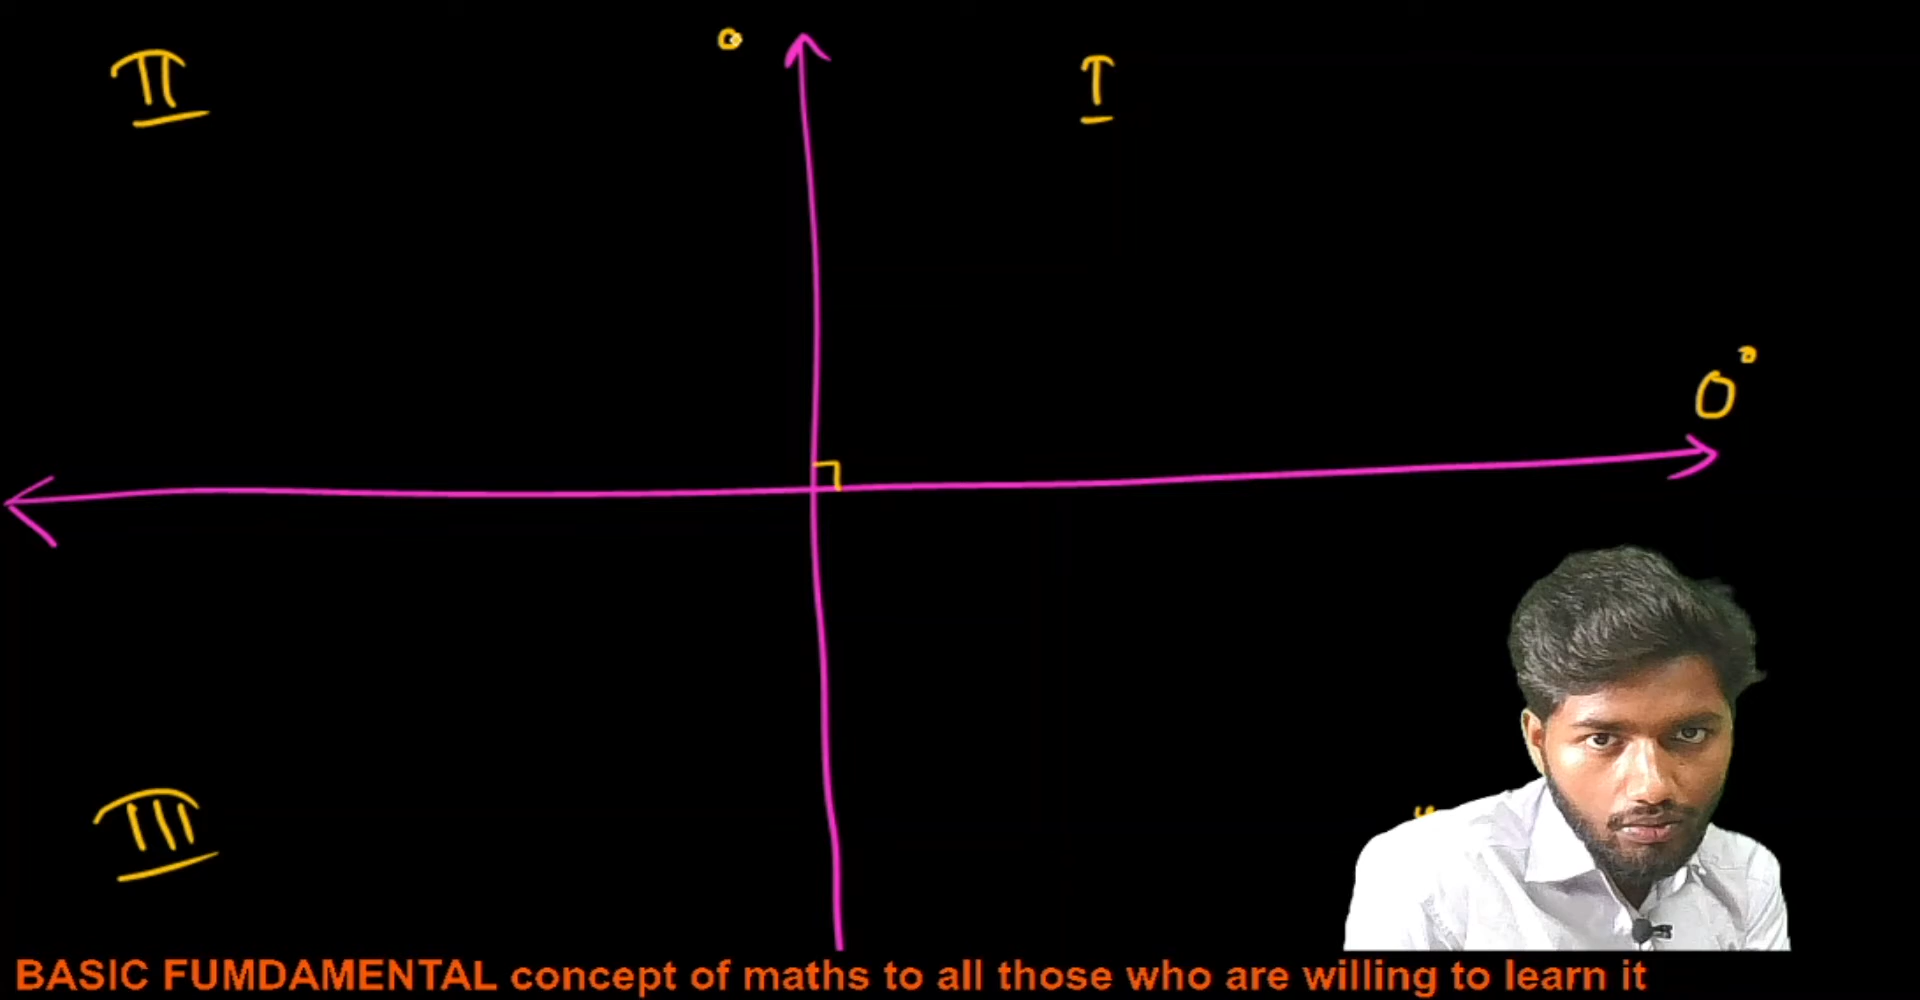 II
I
0°
III
BASIC FUMDAMENTAL concept of maths to all those who are willing to learn it